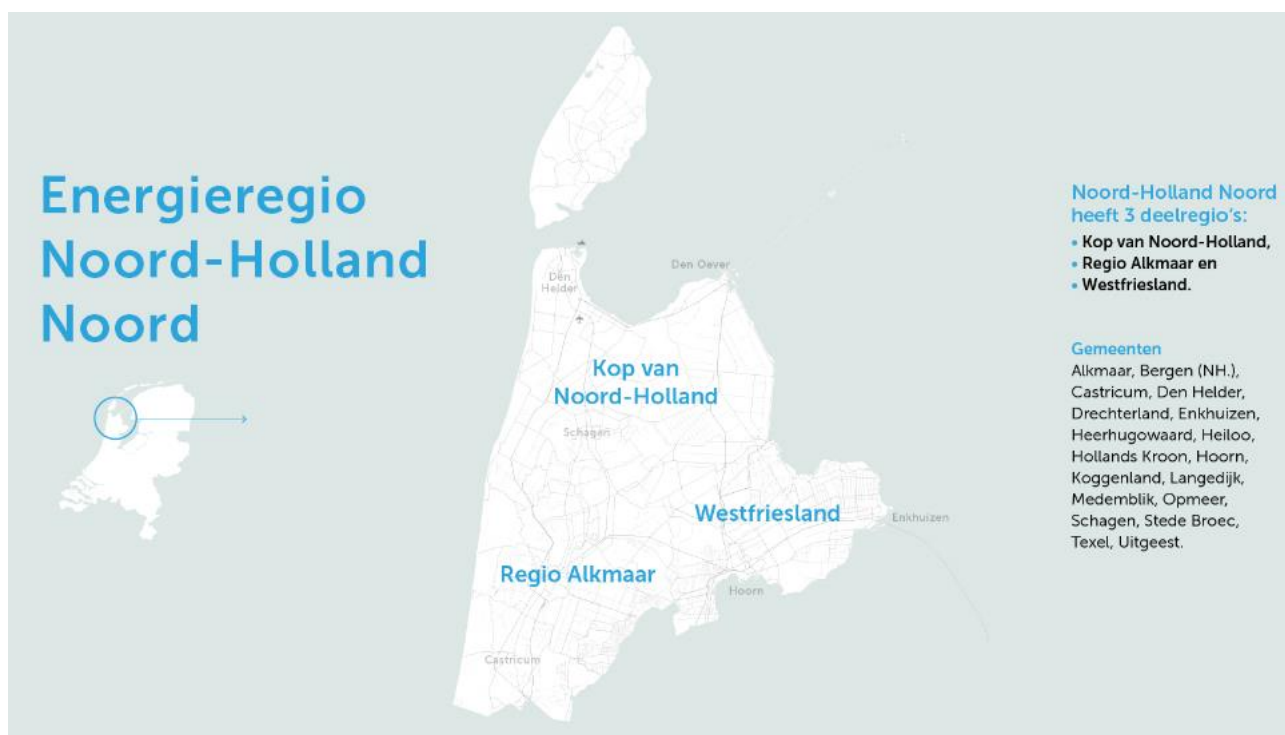 Energieregio
Noord-Holland
Noord
Den
Helder
Den Oever
Kop van
Noord-Holland
Schagen
Westfriesland
Enkhuizen
Regio Alkmaar
Hoorn
Castricum
Noord-Holland Noord
heeft 3 deelregio's:
• Kop van Noord-Holland,
• Regio Alkmaar en
• Westfriesland.
Gemeenten
Alkmaar, Bergen (NH.),
Castricum, Den Helder,
Drechterland, Enkhuizen,
Heerhugowaard, Heiloo,
Hollands Kroon, Hoorn,
Koggenland, Langedijk,
Medemblik, Opmeer,
Schagen, Stede Broec,
Texel, Uitgeest.